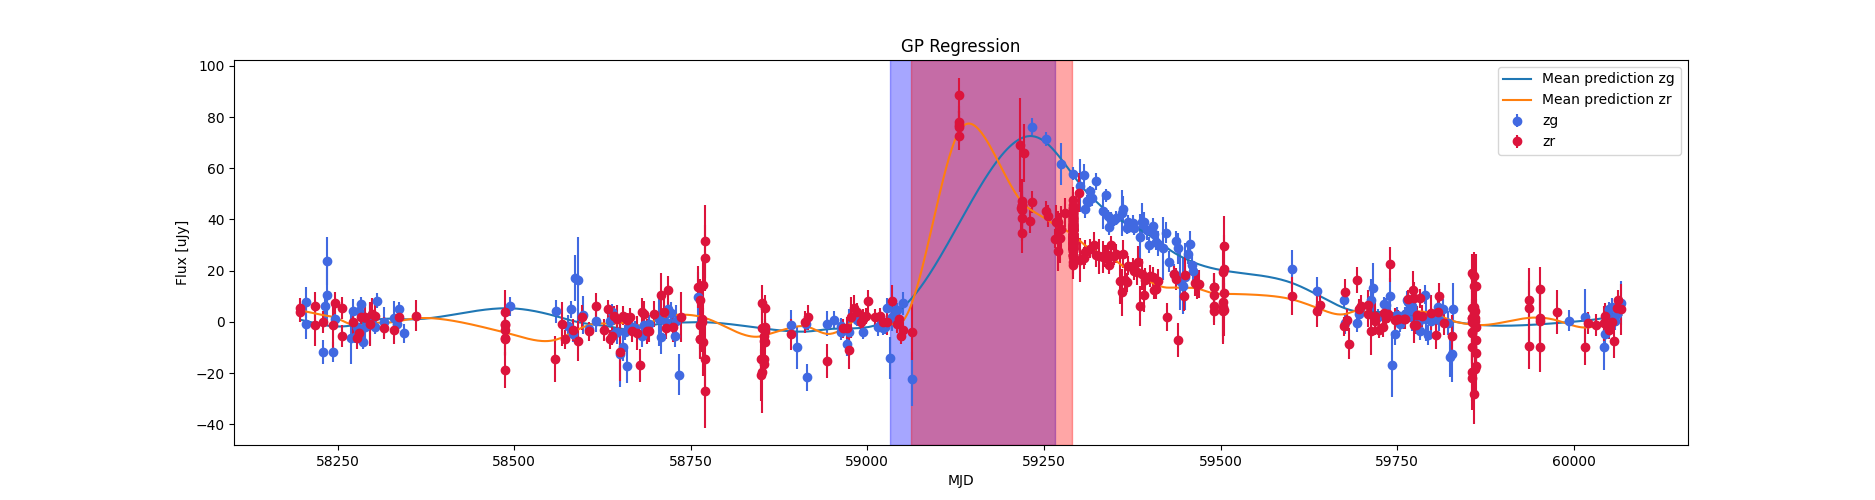 GP Regression
Mean prediction zg
Mean prediction zr
zg
zr
Flux [uJy]
100
80
60
40
20
0
−20
−40
58250
58500
58750
59000
59250
59500
59750
60000
MJD